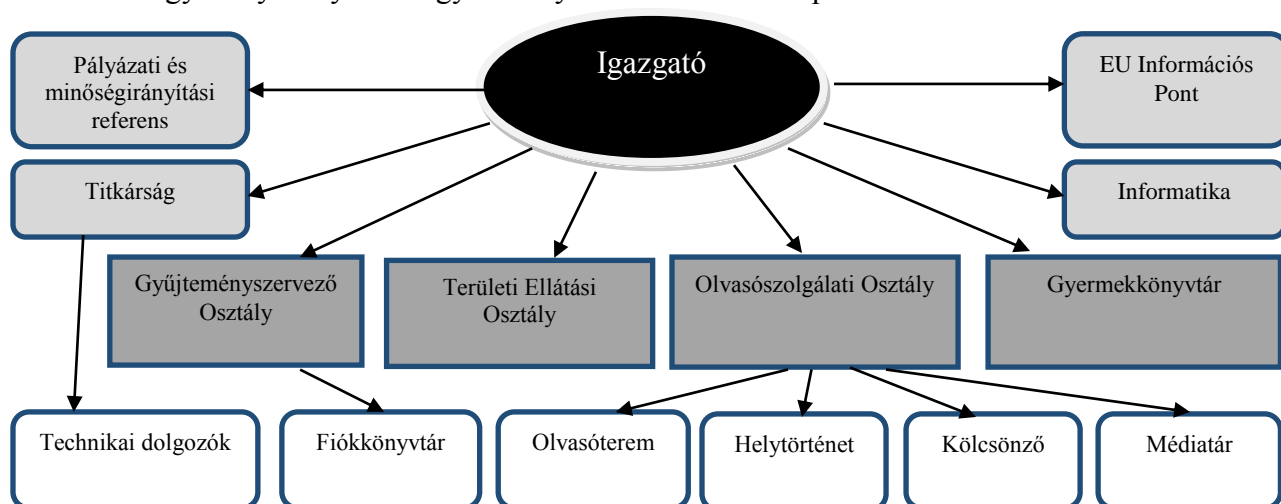 Igazgató
Pályázati és
minőségirányítási
referens
EU Információs
Pont
Titkárság
Informatika
Gyűjteményszervező
Osztály
Területi Ellátási
Osztály
Olvasószolgálati Osztály
Gyermekkönyvtár
Technikai dolgozók
Fiókkönyvtár
Olvasóterem
Helytörténet
Kölcsönző
Médiatár